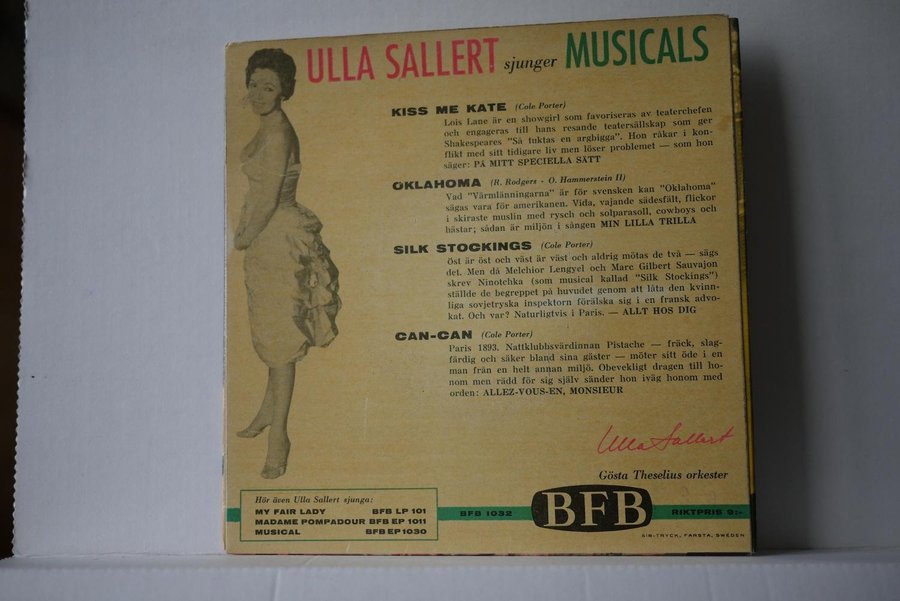 ULLA SALLERT sjunger MUSICALS
KISS ME KATE (Cole Porter)
Lois Lane är en showgirl som favoriseras av teaterchefen
och engageras till hans resande teatersällskap som ger
Shakespeares "Så tuktas en argbigga". Hon råkar i kon-
flikt med sitt tidigare liv men löser problemet — som hon
säger: PÅ MITT SPECIELLA SÄTT
OKLAHOMA (R. Rodgers - O. Hammerstein II)
Vad "Värmlänningarna" är för svensken kan "Oklahoma"
sägas vara för amerikanen. Vida, vajande sädesfält, flickor
i skiraste muslin med rysch och solparasoll, cowboys och
hästar; sådan är miljön i sången MIN LILLA TRILLA
SILK STOCKINGS (Cole Porter)
Öst är öst och väst är väst och aldrig mötas de två — sägs
det. Men då Melchior Lengyel och Marc Gilbert Sauvajon
skrev Ninotchka (som musical kallad "Silk Stockings")
ställde de begreppet på huvudet genom att låta den kvinn-
liga sovjetryska inspektorn förälska sig i en fransk advo-
kat. Och var? Naturligtvis i Paris. — ALLT HOS DIG
CAN-CAN (Cole Porter)
Paris 1893. Nattklubbsvärdinnan Pistache — fräck, slag-
färdig och säker bland sina gäster — möter sitt öde i en
man från en helt annan miljö. Obevekligt dragen till ho-
nom men rädd för sig själv sänder hon iväg honom med
orden: ALLEZ-VOUS-EN, MONSIEUR
Ulla Sallert
Gösta Theselius orkester
Hör även Ulla Sallert sjunga:
MY FAIR LADY BFB LP 101
MADAME POMPADOUR BFB EP 1011
MUSICAL BFB EP 1030
BFB 1032
BFB
RIKTPRIS 9:-
SIB-TRYCK, FARSTA, SWEDEN